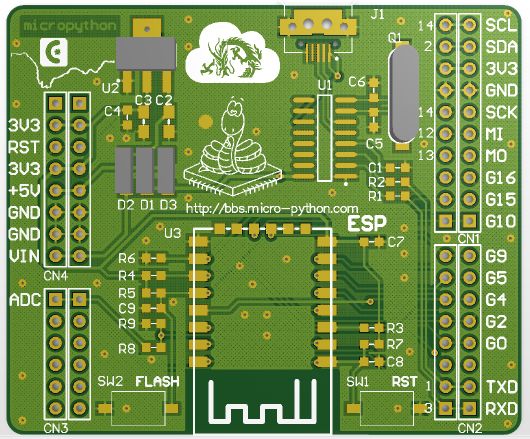 micropython
J1
14 SCL
Q1
2 SDA
3V3
U2
U1
C6
GND
C3 C2
C4
14 SCK
3V3
12 MI
RST
C5
13 MO
3V3
C1
G16
+5V
R2
D2 D1 D3
R1
G15
GND
http://bbs.micro-python.com
ESP
G10
GND
U3
C7
CN1
VIN
R6
G9
CN4
R4
G5
ADC
R5
G4
C9
R9
R3
G2
R8
R7
G0
C8
SW2 FLASH
SW1 RST
1 TXD
3 RXD
CN3
CN2